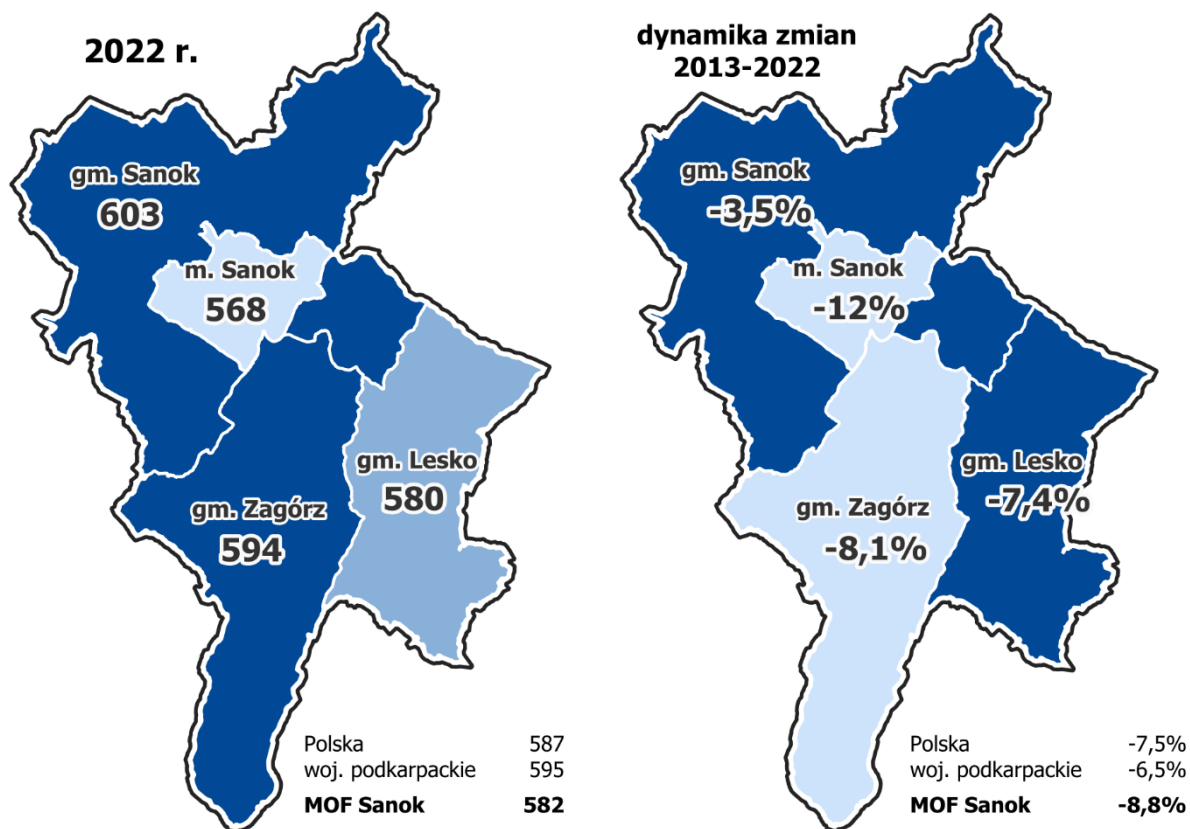 2022 r.
gm. Sanok
603
m. Sanok
568
gm. Lesko
580
gm. Zagórz
594
Polska 587
woj. podkarpackie 595
MOF Sanok 582
dynamika zmian
2013-2022
gm. Sanok
-3,5%
m. Sanok
-12%
gm. Lesko
-7,4%
gm. Zagórz
-8,1%
Polska -7,5%
woj. podkarpackie -6,5%
MOF Sanok -8,8%